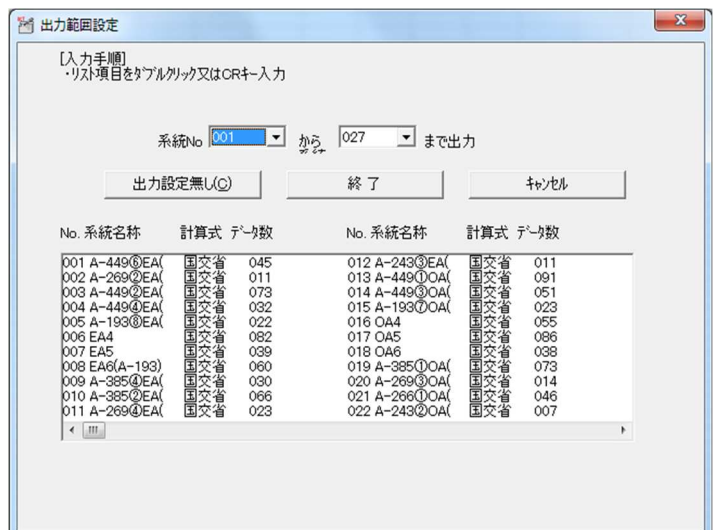 出力範囲設定
[入力手順]
・リスト項目をダブルクリック又はCRキー入力
系統No 001 から 027 まで出力
出力設定無し(C) 終了 キャンセル
No. 系統名称 計算式 データ数 No. 系統名称 計算式 データ数
001 A-449⑥EA( 国交省 045 012 A-243③EA( 国交省 011
002 A-269②EA( 国交省 011 013 A-449①OA( 国交省 091
003 A-449②EA( 国交省 073 014 A-449③OA( 国交省 051
004 A-449④EA( 国交省 032 015 A-193⑦OA( 国交省 023
005 A-193⑧EA( 国交省 022 016 OA4 国交省 055
006 EA4 国交省 082 017 OA5 国交省 086
007 EA5 国交省 039 018 OA6 国交省 038
008 EA6(A-193) 国交省 060 019 A-385①OA( 国交省 073
009 A-385④EA( 国交省 030 020 A-269③OA( 国交省 014
010 A-385②EA( 国交省 066 021 A-266①OA( 国交省 046
011 A-269④EA( 国交省 023 022 A-243②OA( 国交省 007